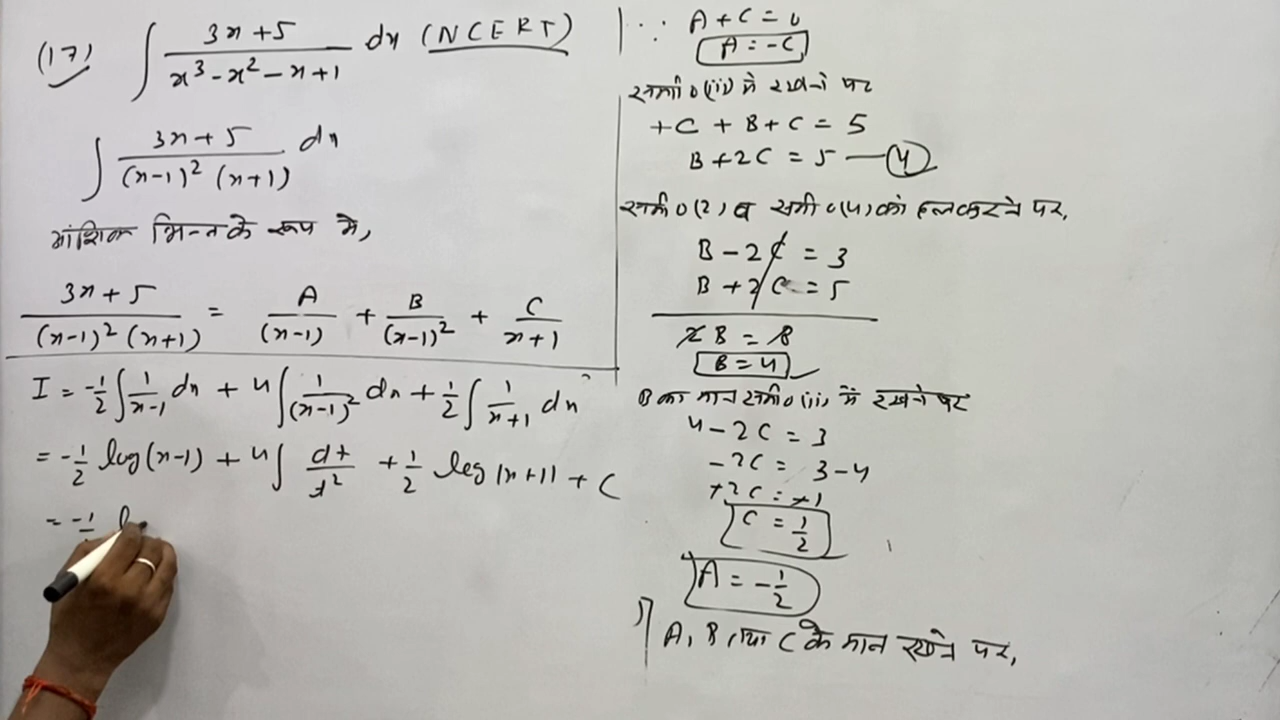 (17) ∫ 3x+5 / x³-x²-x+1 dx (NCERT)
∫ 3x+5 / (x-1)² (x+1) dx
आंशिक भिन्न के रूप में,
3x+5 / (x-1)² (x+1) = A / (x-1) + B / (x-1)² + C / x+1
I = -1/2 ∫ 1/x-1 dx + 4 ∫ 1/(x-1)² dx + 1/2 ∫ 1/x+1 dx
= -1/2 log(x-1) + 4 ∫ dt/t² + 1/2 log|x+1| + C
= -1/
∵ A+C=0
A=-C
समी० (iii) में रखने पर
+C + B+C = 5
B+2C = 5 —(4)
समी० (2) व समी० (4) को हल करने पर,
B-2C = 3
B+2C = 5
2B = 8
B=4
B का मान समी० (ii) में रखने पर
4-2C = 3
-2C = 3-4
+2C = +1
C = 1/2
A = -1/2
A, B, तथा C के मान रखने पर,